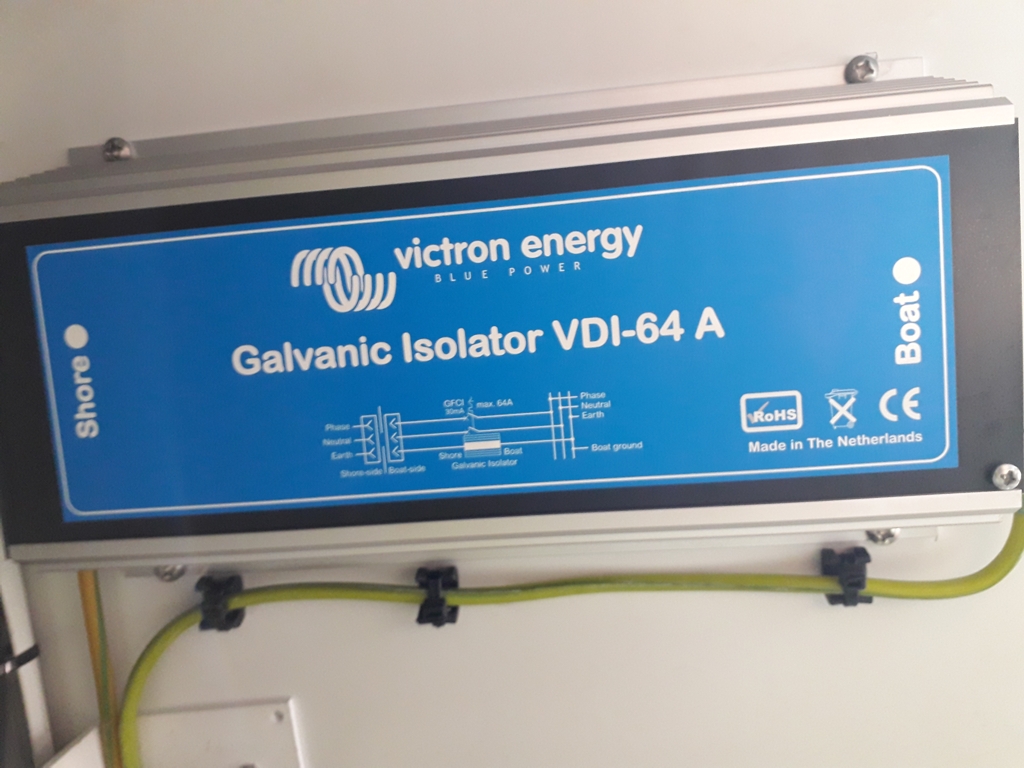 victron energy
BLUE POWER
Galvanic Isolator VDI-64 A
Shore
Boat
GFCI
30mA
max. 64A
Phase
Neutral
Earth
Shore-side
Boat-side
Shore
Boat
Galvanic Isolator
Phase
Neutral
Earth
Boat ground
RoHS
CE
Made in The Netherlands